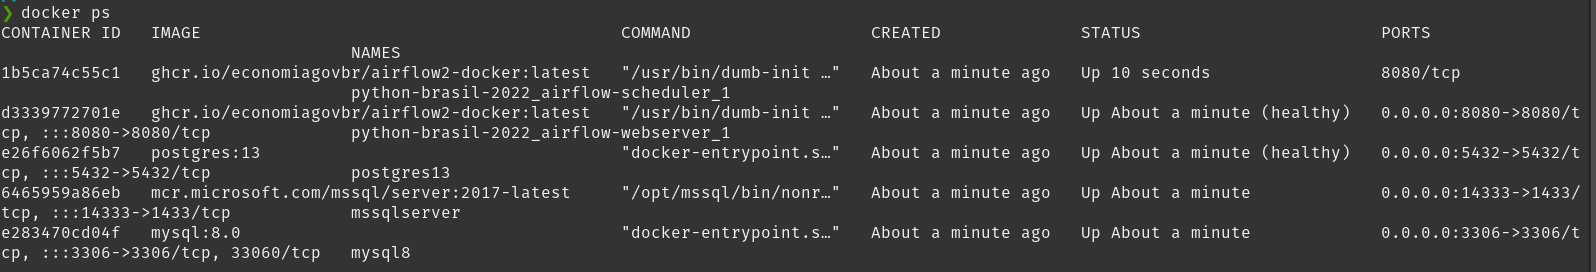 ❯ docker ps
CONTAINER ID   IMAGE                                          COMMAND                  CREATED              STATUS                        PORTS
                                   NAMES
1b5ca74c55c1   ghcr.io/economiagovbr/airflow2-docker:latest   "/usr/bin/dumb-init …"   About a minute ago   Up 10 seconds                 8080/tcp
                                   python-brasil-2022_airflow-scheduler_1
d3339772701e   ghcr.io/economiagovbr/airflow2-docker:latest   "/usr/bin/dumb-init …"   About a minute ago   Up About a minute (healthy)   0.0.0.0:8080->8080/t
cp, :::8080->8080/tcp              python-brasil-2022_airflow-webserver_1
e26f6062f5b7   postgres:13                                    "docker-entrypoint.s…"   About a minute ago   Up About a minute (healthy)   0.0.0.0:5432->5432/t
cp, :::5432->5432/tcp              postgres13
6465959a86eb   mcr.microsoft.com/mssql/server:2017-latest     "/opt/mssql/bin/nonr…"   About a minute ago   Up About a minute             0.0.0.0:14333->1433/
tcp, :::14333->1433/tcp            mssqlserver
e283470cd04f   mysql:8.0                                      "docker-entrypoint.s…"   About a minute ago   Up About a minute             0.0.0.0:3306->3306/t
cp, :::3306->3306/tcp, 33060/tcp   mysql8